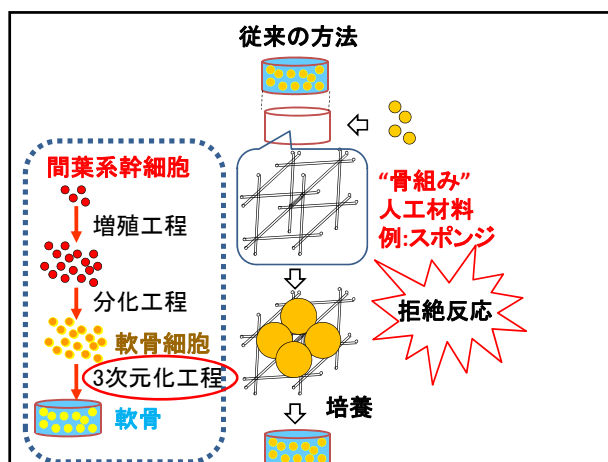 従来の方法
間葉系幹細胞
増殖工程
分化工程
軟骨細胞
3次元化工程
軟骨
“骨組み”
人工材料
例:スポンジ
拒絶反応
培養